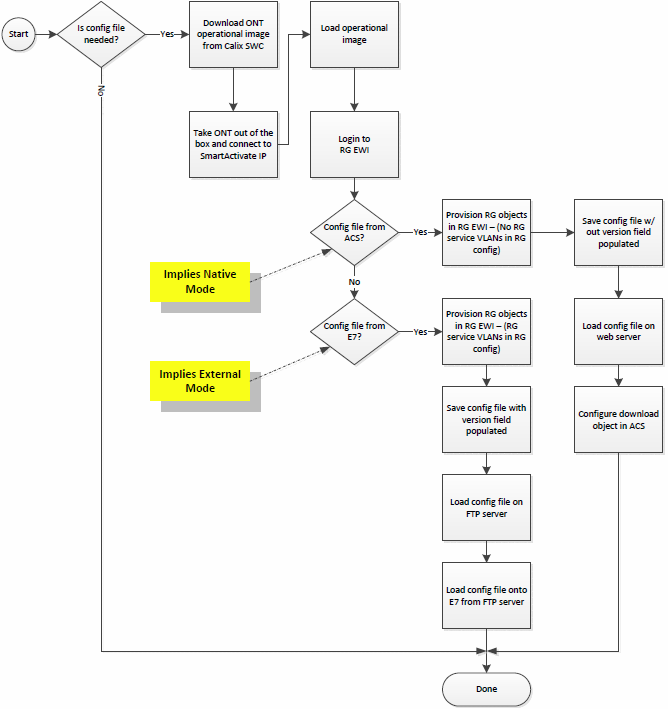 Start
Is config file
needed?
Yes
No
Download ONT
operational image
from Calix SWC
Take ONT out of the
box and connect to
SmartActivate IP
Load operational
image
Login to
RG EWI
Config file from
ACS?
Yes
No
Implies Native
Mode
Provision RG objects
in RG EWI – (No RG
service VLANs in RG
config)
Save config file w/
out version field
populated
Load config file on
web server
Configure download
object in ACS
Config file from
E7?
Yes
Implies External
Mode
Provision RG objects
in RG EWI – (RG
service VLANs in RG
config)
Save config file with
version field
populated
Load config file on
FTP server
Load config file onto
E7 from FTP server
Done